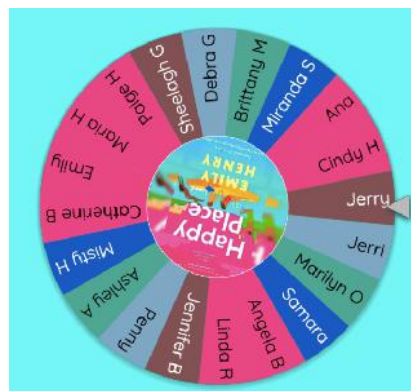 Sheelagh G
Debra G
Brittany M
Miranda S
Ana
Cindy H
Jerry
Jerri
Marilyn O
Samara
Angela B
Linda R
Jennifer B
Penny
Ashley A
Misty H
Catherine B
Emily
Maria H
Paige H
Happy
Place
EMILY
HENRY